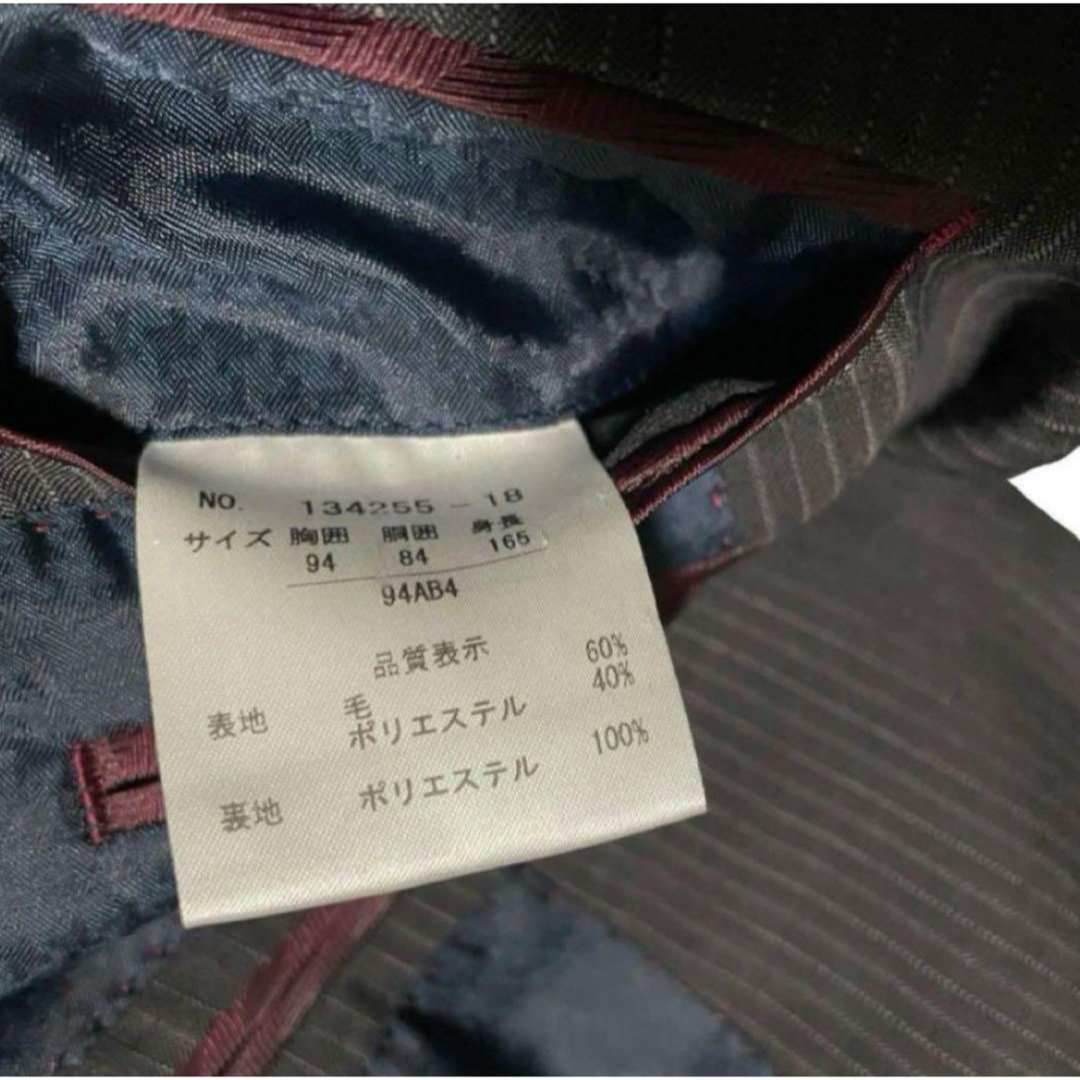 NO. 134255-18
サイズ 胸囲 胴囲 身長
94 84 165
94AB4
品質表示
表地 毛 60%
ポリエステル 40%
裏地 ポリエステル 100%